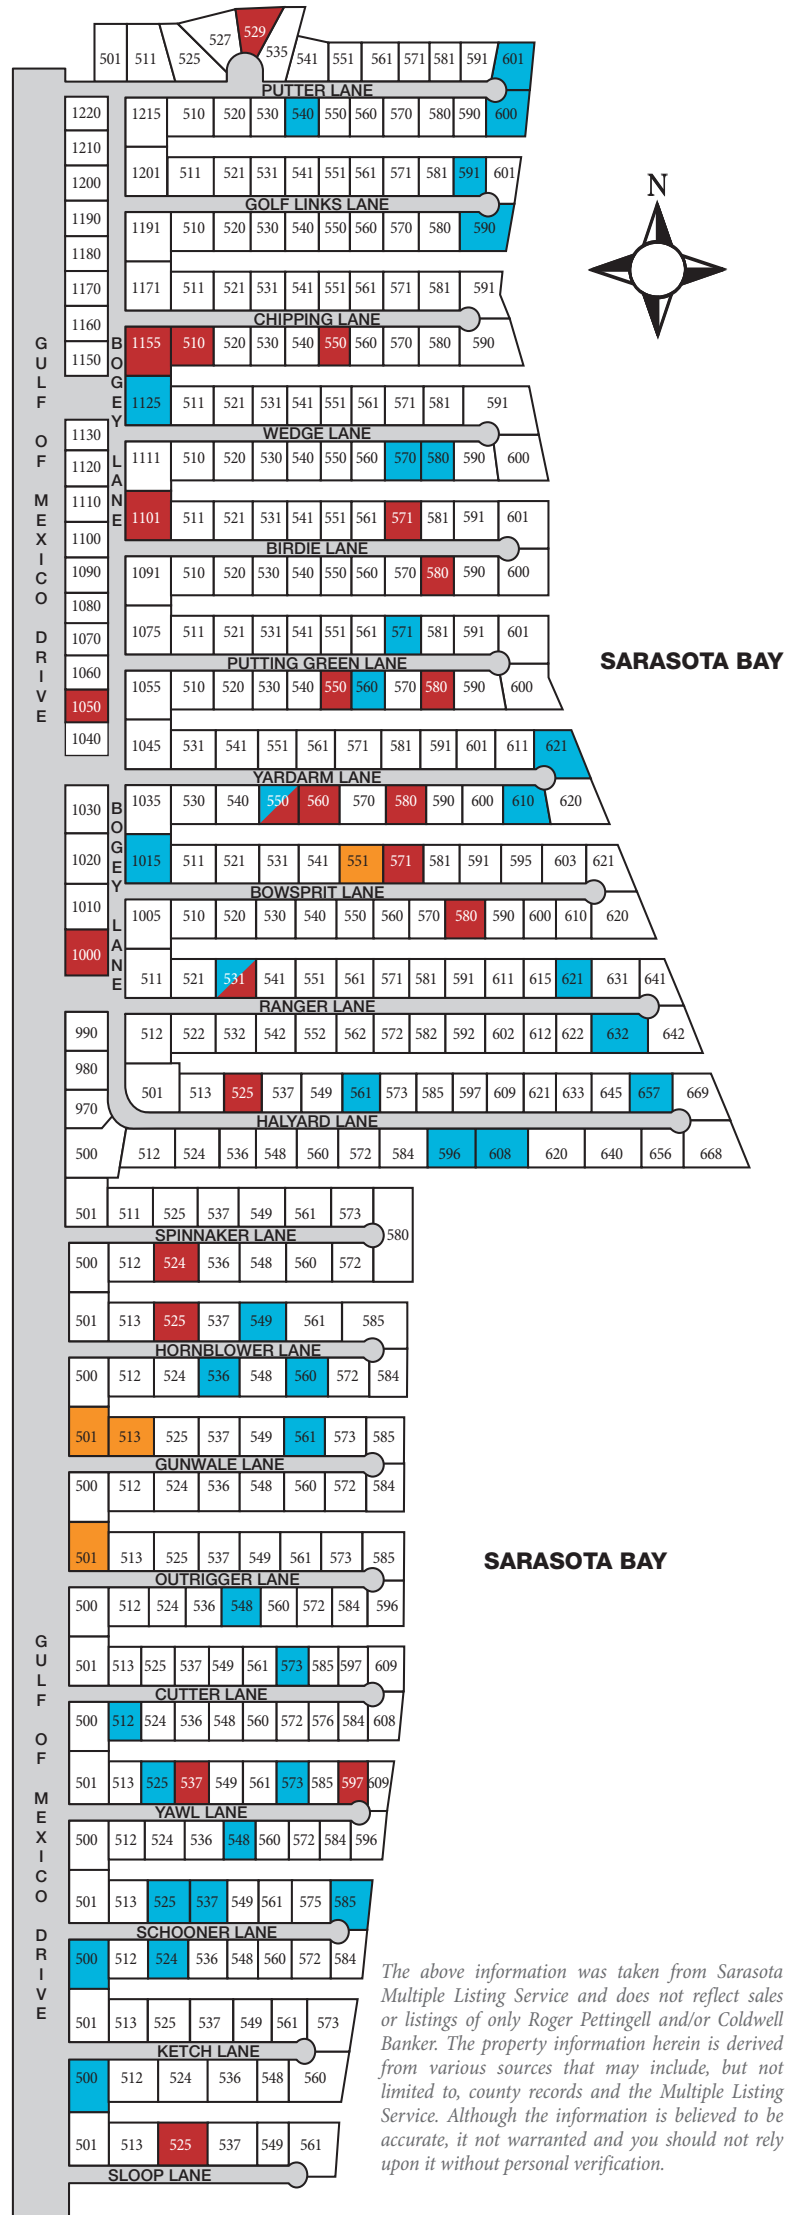 501 511 525 527 529 535 541 551 561 571 581 591 601
PUTTER LANE
1220 1215 510 520 530 540 550 560 570 580 590 600
1210
1200 1201 511 521 531 541 551 561 571 581 591 601
GOLF LINKS LANE
1190 1191 510 520 530 540 550 560 570 580 590
1180
1170 1171 511 521 531 541 551 561 571 581 591
CHIPPING LANE
1160
1150 1155 510 520 530 540 550 560 570 580 590
N
GULF OF MEXICO DRIVE
BOGEY LANE
1125 511 521 531 541 551 561 571 581 591
WEDGE LANE
1130
1120 1111 510 520 530 540 550 560 570 580 590 600
1110
1100 1101 511 521 531 541 551 561 571 581 591 601
BIRDIE LANE
1090 1091 510 520 530 540 550 560 570 580 590 600
1080
1070 1075 511 521 531 541 551 561 571 581 591 601
PUTTING GREEN LANE
SARASOTA BAY
1060 1055 510 520 530 540 550 560 570 580 590 600
1050
1040 1045 531 541 551 561 571 581 591 601 611 621
YARDARM LANE
1030 1035 530 540 550 560 570 580 590 600 610 620
BOGEY LANE
1020 1015 511 521 531 541 551 571 581 591 595 603 621
BOWSPRIT LANE
1010 1005 510 520 530 540 550 560 570 580 590 600 610 620
1000
511 521 531 541 551 561 571 581 591 611 615 621 631 641
RANGER LANE
990 512 522 532 542 552 562 572 582 592 602 612 622 632 642
980
970 501 513 525 537 549 561 573 585 597 609 621 633 645 657 669
HALYARD LANE
500 512 524 536 548 560 572 584 596 608 620 640 656 668
501 511 525 537 549 561 573 580
SPINNAKER LANE
500 512 524 536 548 560 572
501 513 525 537 549 561 585
HORNBLOWER LANE
500 512 524 536 548 560 572 584
501 513 525 537 549 561 573 585
GUNWALE LANE
500 512 524 536 548 560 572 584
501 513 525 537 549 561 573 585
SARASOTA BAY
OUTRIGGER LANE
500 512 524 536 548 560 572 584 596
GULF OF MEXICO DRIVE
501 513 525 537 549 561 573 585 597 609
CUTTER LANE
500 512 524 536 548 560 572 576 584 608
501 513 525 537 549 561 573 585 597 609
YAWL LANE
500 512 524 536 548 560 572 584 596
501 513 525 537 549 561 575 585
SCHOONER LANE
500 512 524 536 548 560 572 584
501 513 525 537 549 561 573
KETCH LANE
500 512 524 536 548 560
501 513 525 537 549 561
SLOOP LANE
The above information was taken from Sarasota
Multiple Listing Service and does not reflect sales
or listings of only Roger Pettingell and/or Coldwell
Banker. The property information herein is derived
from various sources that may include, but not
limited to, county records and the Multiple Listing
Service. Although the information is believed to be
accurate, it not warranted and you should not rely
upon it without personal verification.